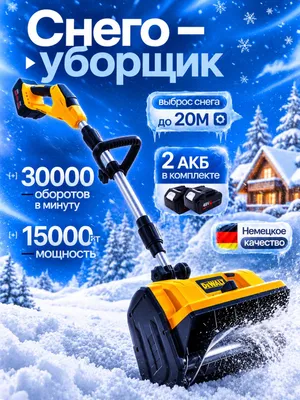 Снего-
уборщик
выброс снега
до 20М
30000
оборотов
в минуту
2 АКБ
в комплекте
15000вт
мощность
Немецкое
качество
DEWALT